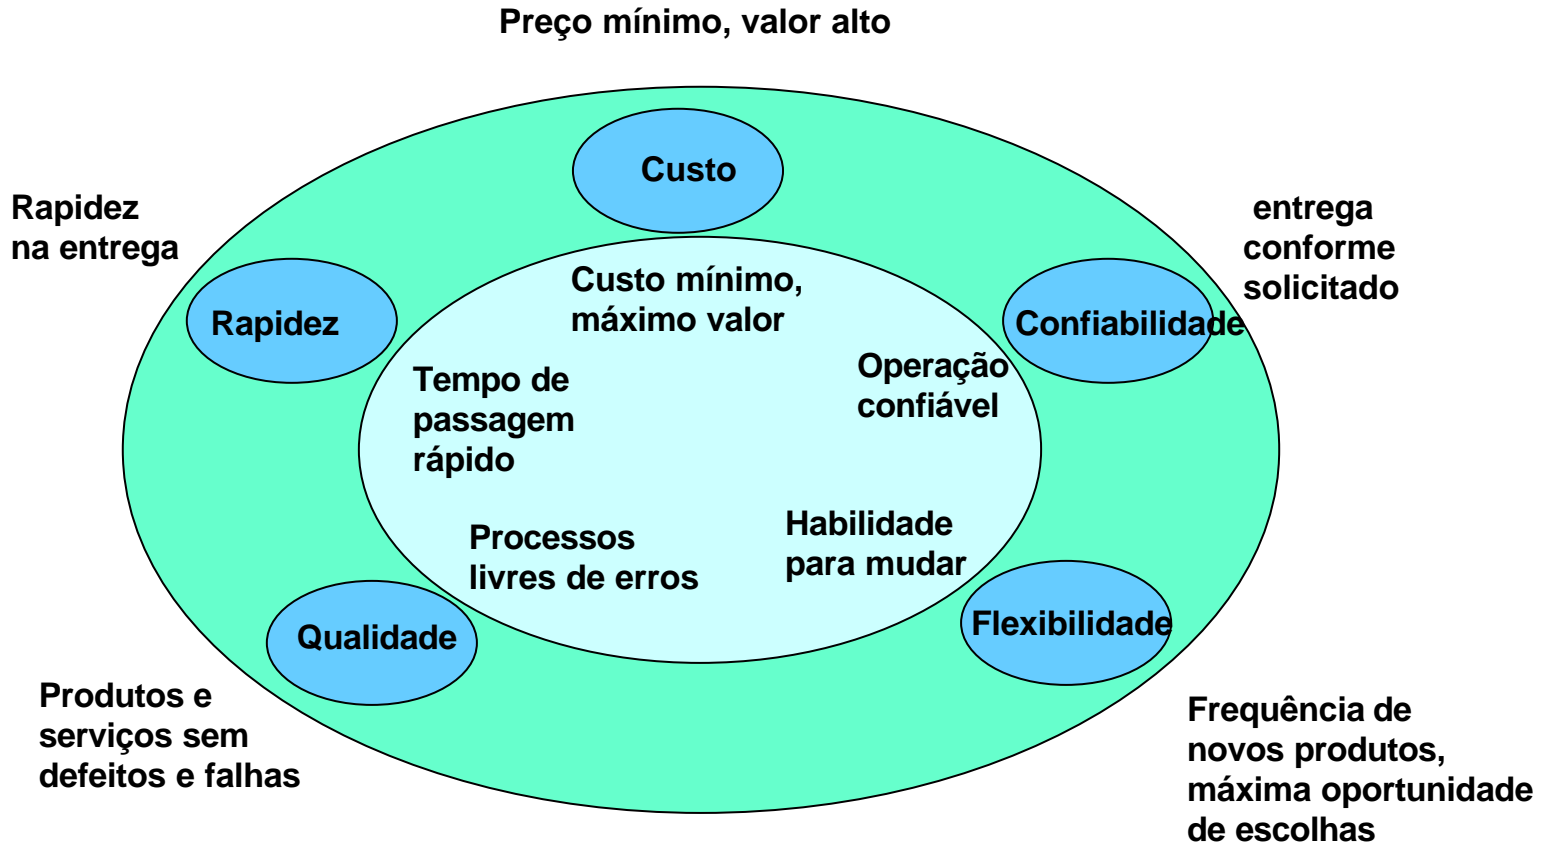 Preço mínimo, valor alto
Custo
Rapidez
na entrega
entrega
conforme
solicitado
Rapidez
Custo mínimo,
máximo valor
Confiabilidade
Tempo de
passagem
rápido
Operação
confiável
Processos
livres de erros
Habilidade
para mudar
Qualidade
Flexibilidade
Produtos e
serviços sem
defeitos e falhas
Frequência de
novos produtos,
máxima oportunidade
de escolhas